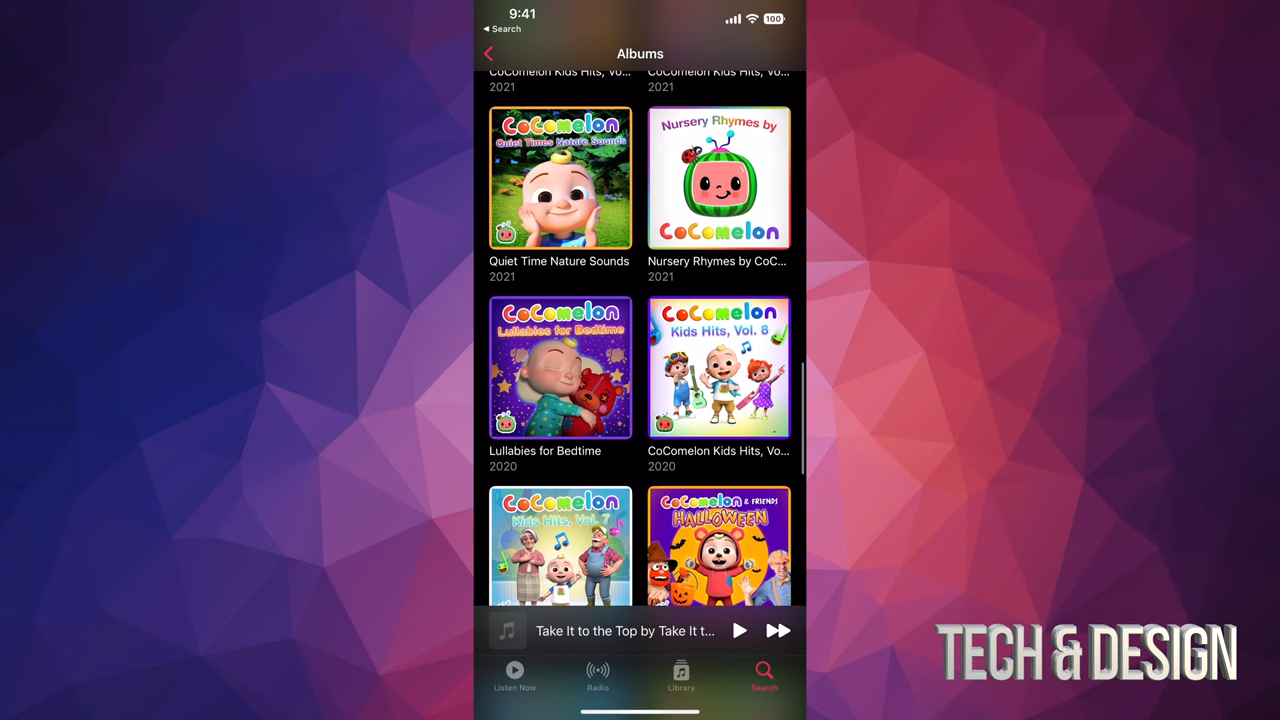 9:41
100
Search
Albums
CoComelon Kids Hits, Vo...
CoComelon Kids Hits, Vo...
2021
2021
CoComelon
Quiet Times Nature Sounds
Nursery Rhymes by
CoComelon
Quiet Time Nature Sounds
Nursery Rhymes by CoC...
2021
2021
CoComelon
Lullabies for Bedtime
CoComelon
Kids Hits, Vol. 8
Lullabies for Bedtime
CoComelon Kids Hits, Vo...
2020
2020
CoComelon
Kids Hits, Vol. 7
CoComelon & FRIENDS
HALLOWEEN
Take It to the Top by Take It t...
Listen Now
Radio
Library
Search
TECH & DESIGN